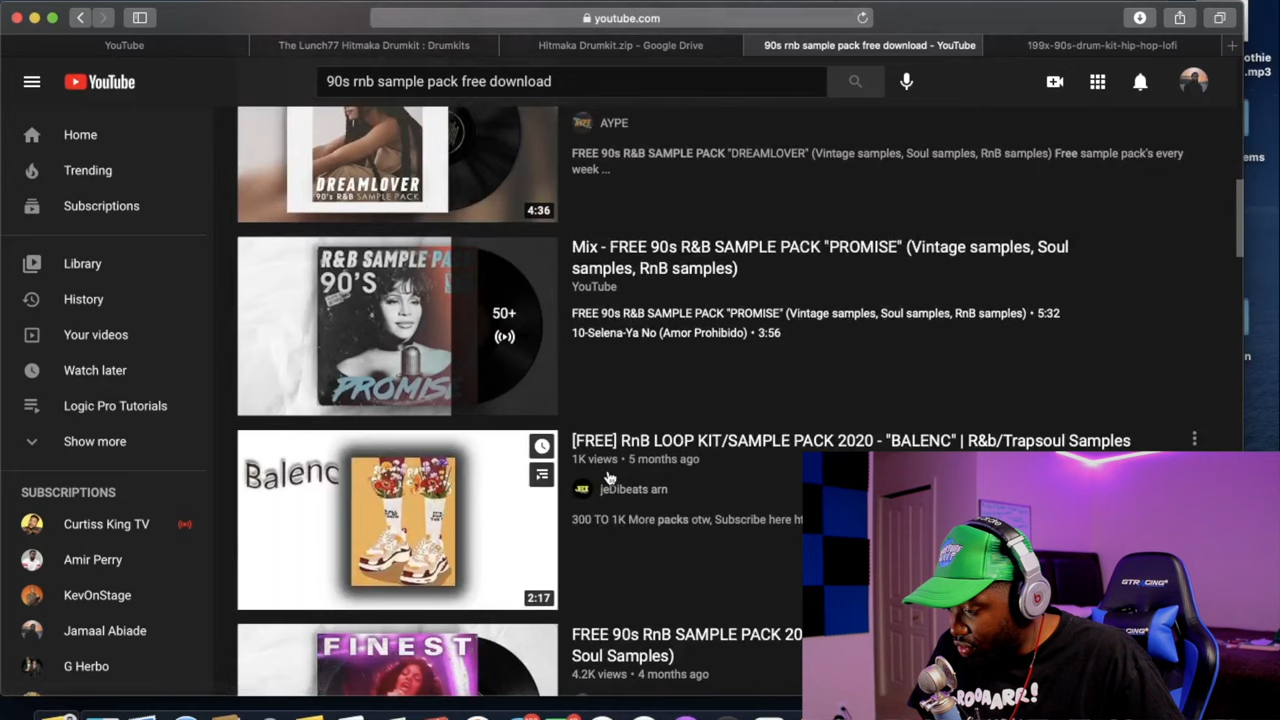 youtube.com
YouTube
The Lunch77 Hitmaka Drumkit : Drumkits
Hitmaka Drumkit.zip - Google Drive
90s rnb sample pack free download - YouTube
199x-90s-drum-kit-hip-hop-lofi
.mp3
YouTube
90s rnb sample pack free download
Home
Trending
Subscriptions
Library
History
Your videos
Watch later
Logic Pro Tutorials
Show more
SUBSCRIPTIONS
Curtiss King TV
Amir Perry
KevOnStage
Jamaal Abiade
G Herbo
DREAMLOVER
90's R&B SAMPLE PACK
4:36
AYPE
FREE 90s R&B SAMPLE PACK "DREAMLOVER" (Vintage samples, Soul samples, RnB samples) Free sample pack's every
week ...
R&B SAMPLE PA
90'S
PROMISE
50+
Mix - FREE 90s R&B SAMPLE PACK "PROMISE" (Vintage samples, Soul
samples, RnB samples)
YouTube
FREE 90s R&B SAMPLE PACK "PROMISE" (Vintage samples, Soul samples, RnB samples) • 5:32
10-Selena-Ya No (Amor Prohibido) • 3:56
Balenc
2:17
[FREE] RnB LOOP KIT/SAMPLE PACK 2020 - "BALENC" | R&b/Trapsoul Samples
1K views • 5 months ago
jeDibeats arn
300 TO 1K More packs otw, Subscribe here ht
FINEST
FREE 90s RnB SAMPLE PACK 20
Soul Samples)
4.2K views • 4 months ago
GTRACING
GTRACING
ROOAARR!